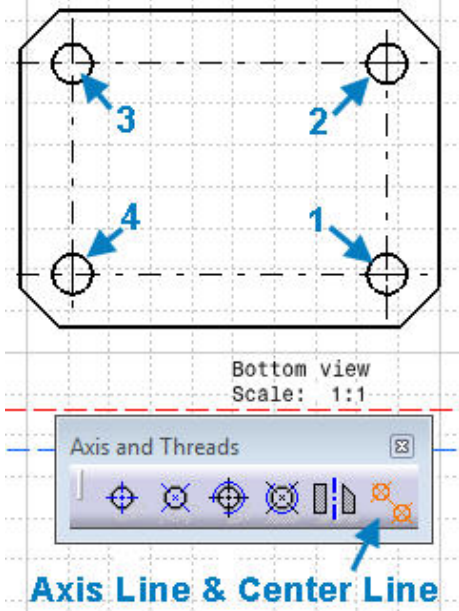 3
2
4
1
Bottom view
Scale: 1:1
Axis and Threads
Axis Line & Center Line